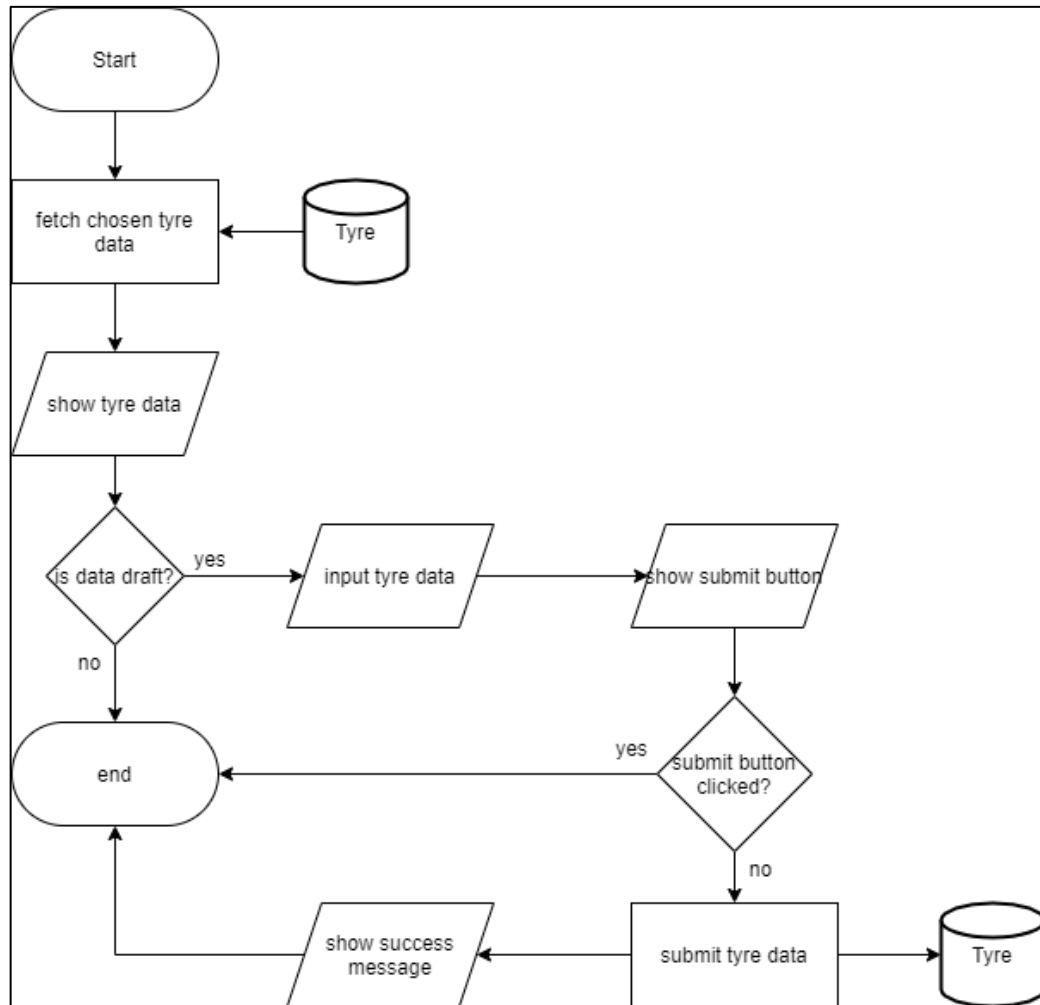 Start
fetch chosen tyre
data
Tyre
show tyre data
is data draft?
yes
input tyre data
show submit button
no
end
yes
submit button
clicked?
no
show success
message
submit tyre data
Tyre